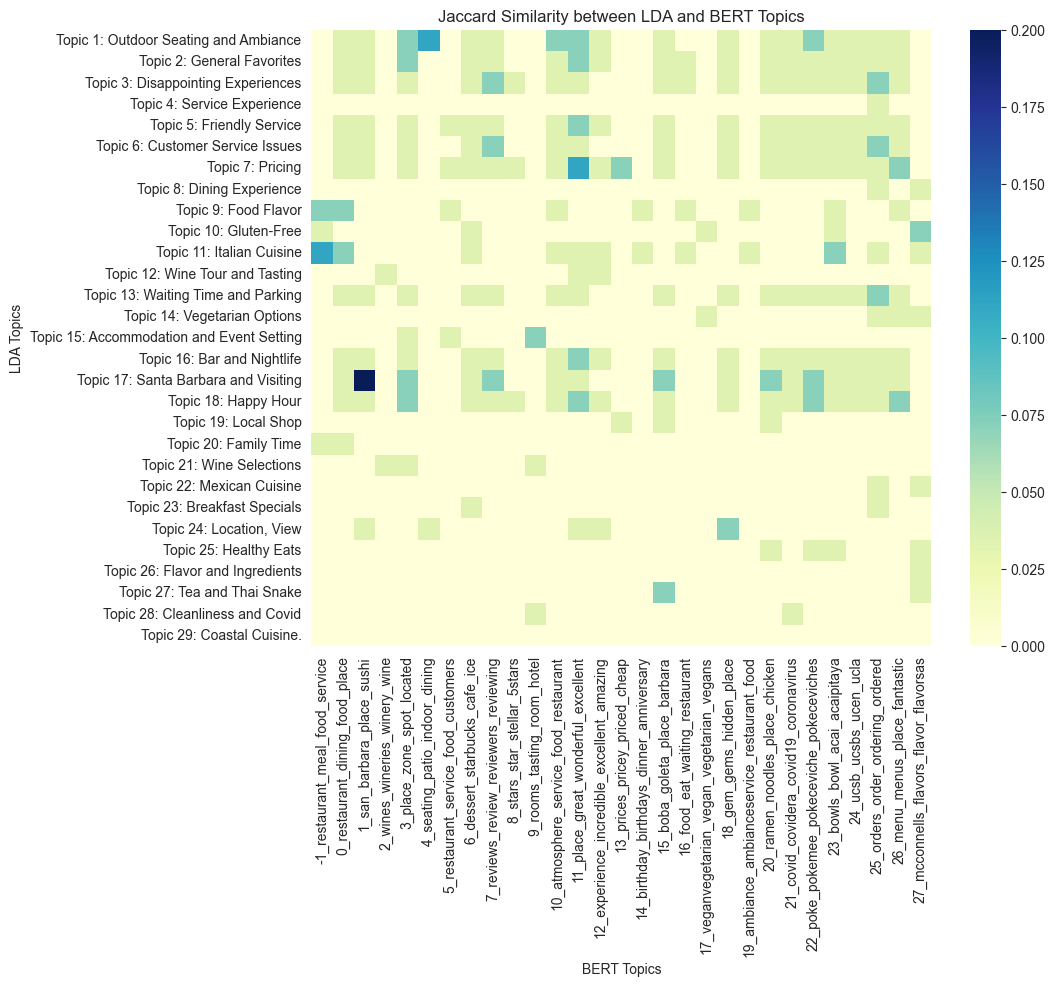 Jaccard Similarity between LDA and BERT Topics
LDA Topics
Topic 1: Outdoor Seating and Ambiance
Topic 2: General Favorites
Topic 3: Disappointing Experiences
Topic 4: Service Experience
Topic 5: Friendly Service
Topic 6: Customer Service Issues
Topic 7: Pricing
Topic 8: Dining Experience
Topic 9: Food Flavor
Topic 10: Gluten-Free
Topic 11: Italian Cuisine
Topic 12: Wine Tour and Tasting
Topic 13: Waiting Time and Parking
Topic 14: Vegetarian Options
Topic 15: Accommodation and Event Setting
Topic 16: Bar and Nightlife
Topic 17: Santa Barbara and Visiting
Topic 18: Happy Hour
Topic 19: Local Shop
Topic 20: Family Time
Topic 21: Wine Selections
Topic 22: Mexican Cuisine
Topic 23: Breakfast Specials
Topic 24: Location, View
Topic 25: Healthy Eats
Topic 26: Flavor and Ingredients
Topic 27: Tea and Thai Snake
Topic 28: Cleanliness and Covid
Topic 29: Coastal Cuisine.
-1_restaurant_meal_food_service
0_restaurant_dining_food_place
1_san_barbara_place_sushi
2_wines_wineries_winery_wine
3_place_zone_spot_located
4_seating_patio_indoor_dining
5_restaurant_service_food_customers
6_dessert_starbucks_cafe_ice
7_reviews_review_reviewers_reviewing
8_stars_star_stellar_5stars
9_rooms_tasting_room_hotel
10_atmosphere_service_food_restaurant
11_place_great_wonderful_excellent
12_experience_incredible_excellent_amazing
13_prices_pricey_priced_cheap
14_birthday_birthdays_dinner_anniversary
15_boba_goleta_place_barbara
16_food_eat_waiting_restaurant
17_veganvegetarian_vegan_vegetarian_vegans
18_gem_gems_hidden_place
19_ambiance_ambianceservice_restaurant_food
20_ramen_noodles_place_chicken
21_covid_covidera_covid19_coronavirus
22_poke_pokemee_pokeceviche_pokeceviches
23_bowls_bowl_acai_acaipitaya
24_ucsb_ucsbs_ucen_ucla
25_orders_order_ordering_ordered
26_menu_menus_place_fantastic
27_mcconnells_flavors_flavor_flavorsas
BERT Topics
0.200
0.175
0.150
0.125
0.100
0.075
0.050
0.025
0.000